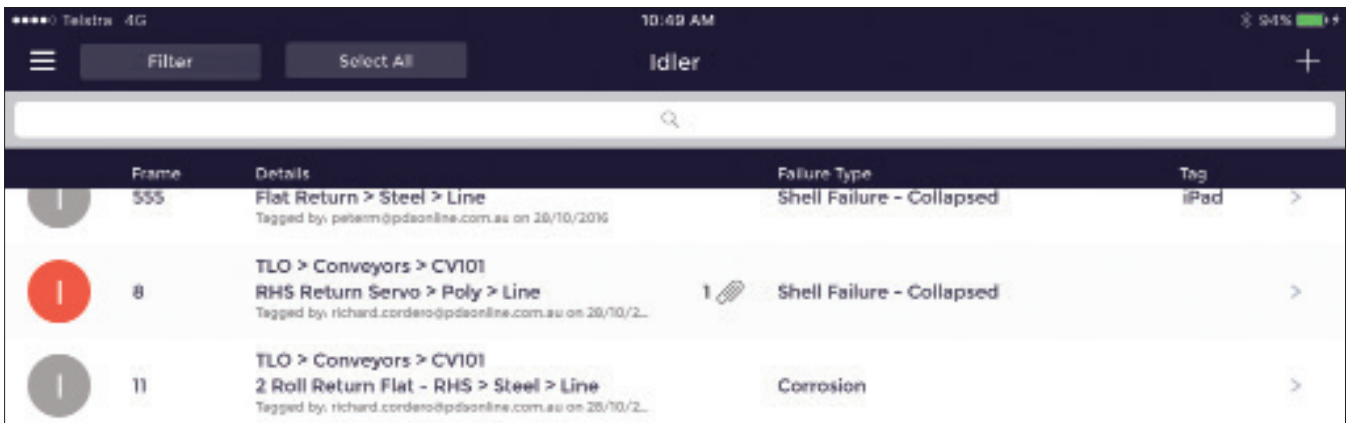 Telstra 4G 10:49 AM 94%
Filter Select All Idler
Frame Details Failure Type Tag
I 555 Flat Return > Steel > Line Shell Failure - Collapsed iPad >
Tagged by: peterm@pdsonline.com.au on 28/10/2016
TLO > Conveyors > CV101
I 8 RHS Return Servo > Poly > Line 1 Shell Failure - Collapsed >
Tagged by: richard.cordero@pdsonline.com.au on 28/10/2...
TLO > Conveyors > CV101
I 11 2 Roll Return Flat - RHS > Steel > Line Corrosion >
Tagged by: richard.cordero@pdsonline.com.au on 28/10/2...